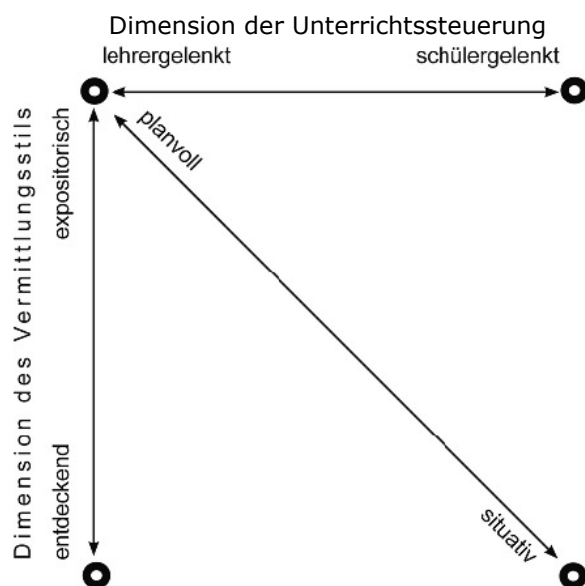 Dimension der Unterrichtssteuerung
lehrergelenkt
schülergelenkt
Dimension des Vermittlungsstils
expositorisch
entdeckend
planvoll
situativ